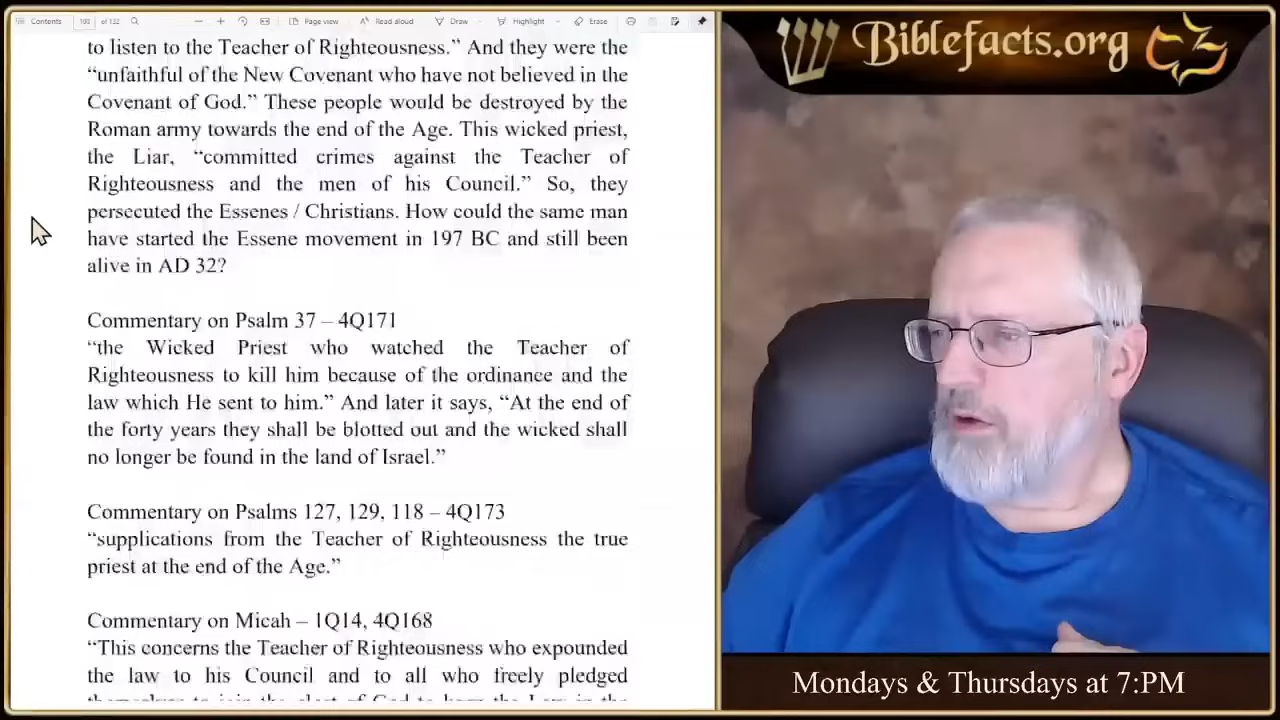 Contents
103 of 132
Page view
Read aloud
Draw
Highlight
Erase
to listen to the Teacher of Righteousness.” And they were the
“unfaithful of the New Covenant who have not believed in the
Covenant of God.” These people would be destroyed by the
Roman army towards the end of the Age. This wicked priest,
the Liar, “committed crimes against the Teacher of
Righteousness and the men of his Council.” So, they
persecuted the Essenes / Christians. How could the same man
have started the Essene movement in 197 BC and still been
alive in AD 32?
Commentary on Psalm 37 – 4Q171
“the Wicked Priest who watched the Teacher of
Righteousness to kill him because of the ordinance and the
law which He sent to him.” And later it says, “At the end of
the forty years they shall be blotted out and the wicked shall
no longer be found in the land of Israel.”
Commentary on Psalms 127, 129, 118 – 4Q173
“supplications from the Teacher of Righteousness the true
priest at the end of the Age.”
Commentary on Micah – 1Q14, 4Q168
“This concerns the Teacher of Righteousness who expounded
the law to his Council and to all who freely pledged
Biblefacts.org
Mondays & Thursdays at 7:PM